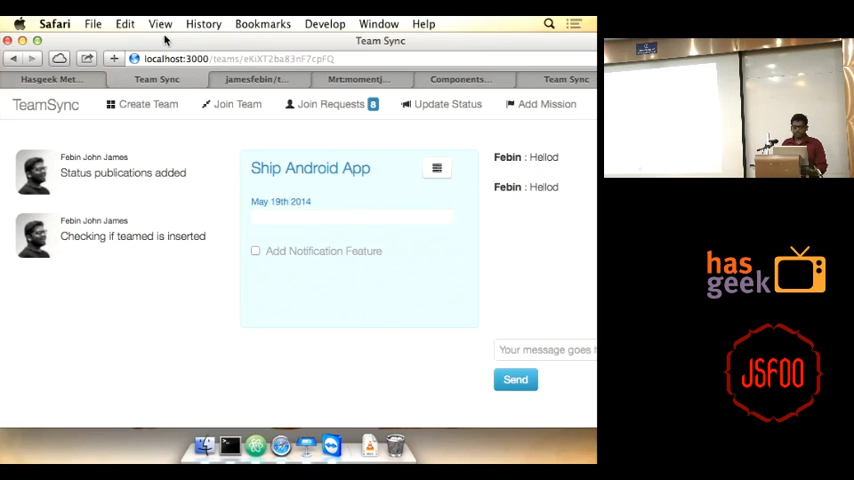 Safari File Edit View History Bookmarks Develop Window Help
Team Sync
localhost:3000/teams/eKiXT2ba83nF7cpfFQ
Hasgeek Met... Team Sync jamesfebin/t... Mrt:momentj... Components... Team Sync
TeamSync Create Team Join Team Join Requests 8 Update Status Add Mission
Febin John James
Status publications added
Febin John James
Checking if teamed is inserted
Ship Android App
May 19th 2014
Add Notification Feature
Febin : Hellod
Febin : Hellod
Your message goes h
Send
has
geek
JSFOO